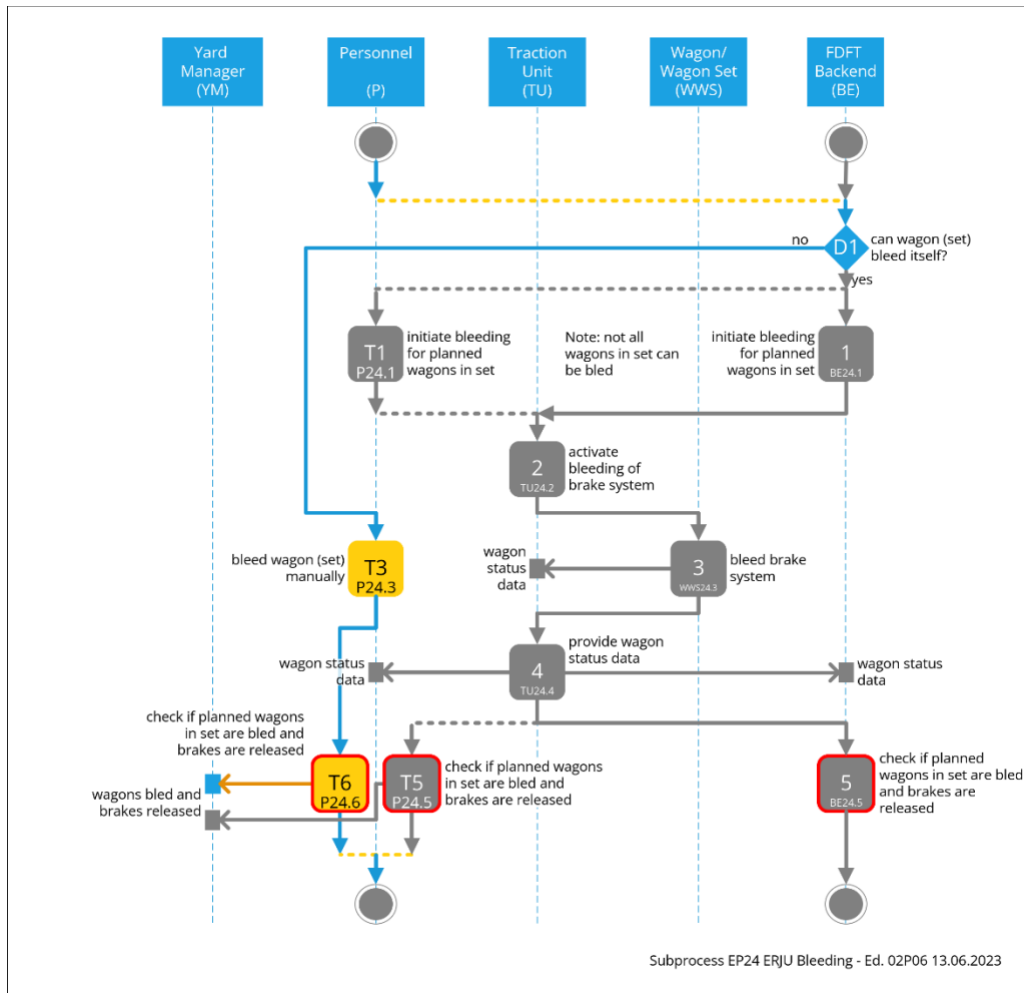 Yard
Manager
(YM)
Personnel
(P)
Traction
Unit
(TU)
Wagon/
Wagon Set
(WWS)
FDFT
Backend
(BE)
no
D1
can wagon (set)
bleed itself?
yes
T1
P24.1
initiate bleeding
for planned
wagons in set
Note: not all
wagons in set can
be bled
initiate bleeding
for planned
wagons in set
1
BE24.1
2
TU24.2
activate
bleeding of
brake system
bleed wagon (set)
manually
T3
P24.3
wagon
status
data
3
WWS24.3
bleed brake
system
wagon status
data
4
TU24.4
provide wagon
status data
wagon status
data
check if planned wagons
in set are bled and
brakes are released
wagons bled and
brakes released
T6
P24.6
T5
P24.5
check if planned wagons
in set are bled and
brakes are released
5
BE24.5
check if planned
wagons in set are bled
and brakes are
released
Subprocess EP24 ERJU Bleeding - Ed. 02P06 13.06.2023